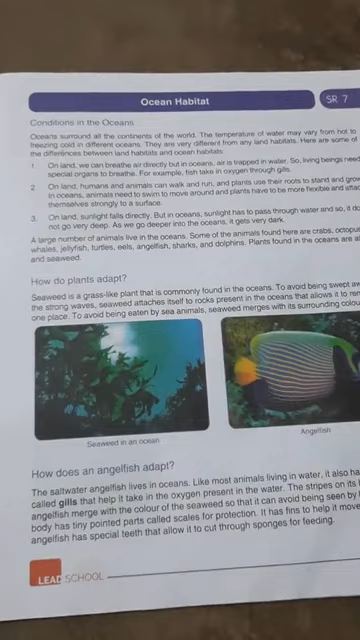 Ocean Habitat
SR 7
Conditions in the Oceans
Oceans surround all the continents of the world. The temperature of water may vary from hot to
freezing cold in different oceans. They are very different from any land habitats. Here are some of
the differences between land habitats and ocean habitats:
1. On land, we can breathe air directly but in oceans, air is trapped in water. So, living beings need
special organs to breathe. For example, fish take in oxygen through gills.
2. On land, humans and animals can walk and run, and plants use their roots to stand and grow
In oceans, animals need to swim to move around and plants have to be more flexible and
themselves strongly to a surface.
3. On land, sunlight falls directly. But in oceans, sunlight has to pass through water and so, it do
not go very deep. As we go deeper into the oceans, it gets very dark.
A large number of animals live in the oceans. Some of the animals found here are crabs, octopus
whales, jellyfish, turtles, eels, angelfish, sharks, and dolphins. Plants found in the oceans are al
and seaweed.
How do plants adapt?
Seaweed is a grass-like plant that is commonly found in the oceans. To avoid being swept aw
the strong waves, seaweed attaches itself to rocks present in the oceans that allows it to rem
one place. To avoid being eaten by sea animals, seaweed merges with its surrounding colou
Seaweed in an ocean
Angelfish
How does an angelfish adapt?
The saltwater angelfish lives in oceans. Like most animals living in water, it also ha
called gills that help it take in the oxygen present in the water. The stripes on its
angelfish merge with the colour of the seaweed so that it can avoid being seen by
body has tiny pointed parts called scales for protection. It has fins to help it move
angelfish has special teeth that allow it to cut through sponges for feeding.
LEAD SCHOOL